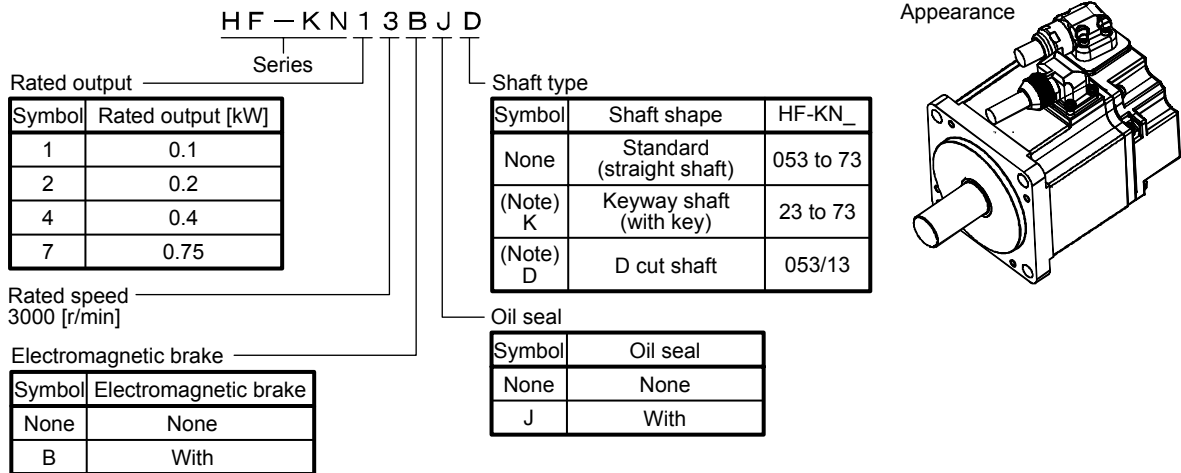 HF-KN13BJD
Series
Appearance
Rated output
Symbol Rated output [kW]
1 0.1
2 0.2
4 0.4
7 0.75
Rated speed
3000 [r/min]
Electromagnetic brake
Symbol Electromagnetic brake
None None
B With
Shaft type
Symbol Shaft shape HF-KN_
None Standard (straight shaft) 053 to 73
(Note) K Keyway shaft (with key) 23 to 73
(Note) D D cut shaft 053/13
Oil seal
Symbol Oil seal
None None
J With